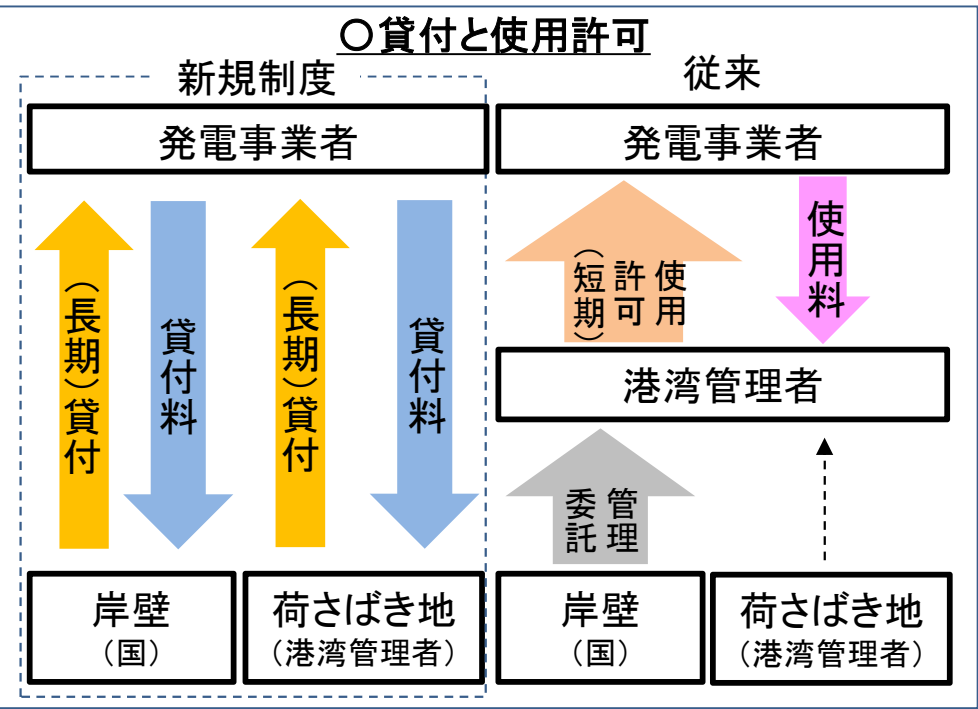 〇貸付と使用許可
新規制度
発電事業者
貸付(長期)
貸付料
貸付(長期)
貸付料
岸壁
(国)
荷さばき地
(港湾管理者)
従来
発電事業者
使用
許可
(短期)
使用料
港湾管理者
管理
委託
岸壁
(国)
荷さばき地
(港湾管理者)